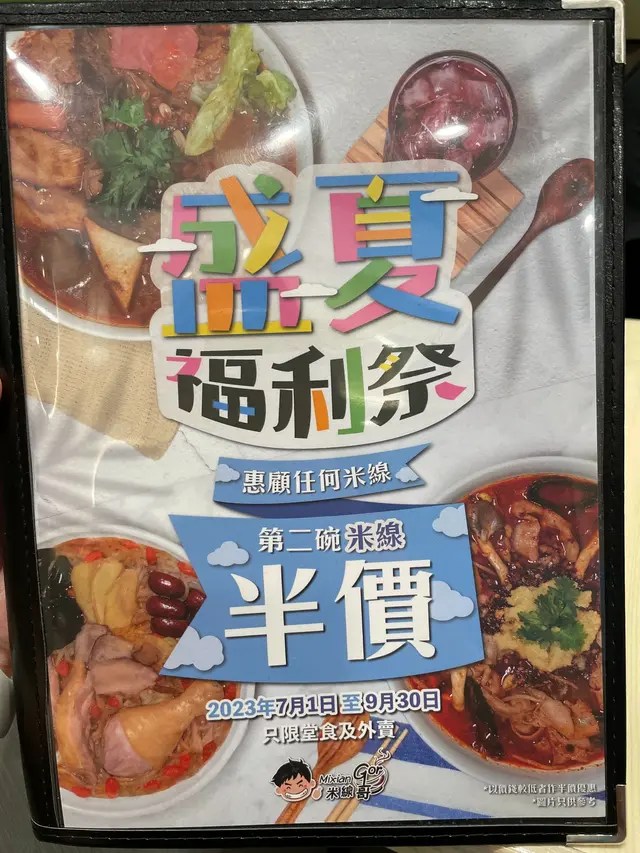 盛夏
福利祭
惠顧任何米線
第二碗米線
半價
2023年7月1日至9月30日
只限堂食及外賣
Mixian Gor
米線哥
*以價錢較低者作半價優惠
*圖片只供參考